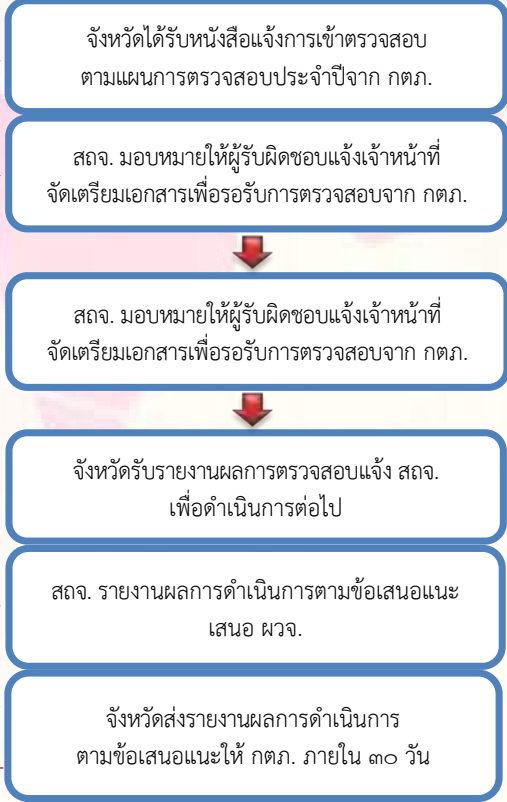 จังหวัดได้รับหนังสือแจ้งการเข้าตรวจสอบ
ตามแผนการตรวจสอบประจำปีจาก กตภ.
สถจ. มอบหมายให้ผู้รับผิดชอบแจ้งเจ้าหน้าที่
จัดเตรียมเอกสารเพื่อรอรับการตรวจสอบจาก กตภ.
สถจ. มอบหมายให้ผู้รับผิดชอบแจ้งเจ้าหน้าที่
จัดเตรียมเอกสารเพื่อรอรับการตรวจสอบจาก กตภ.
จังหวัดรับรายงานผลการตรวจสอบแจ้ง สถจ.
เพื่อดำเนินการต่อไป
สถจ. รายงานผลการดำเนินการตามข้อเสนอแนะ
เสนอ ผวจ.
จังหวัดส่งรายงานผลการดำเนินการ
ตามข้อเสนอแนะให้ กตภ. ภายใน ๓๐ วัน